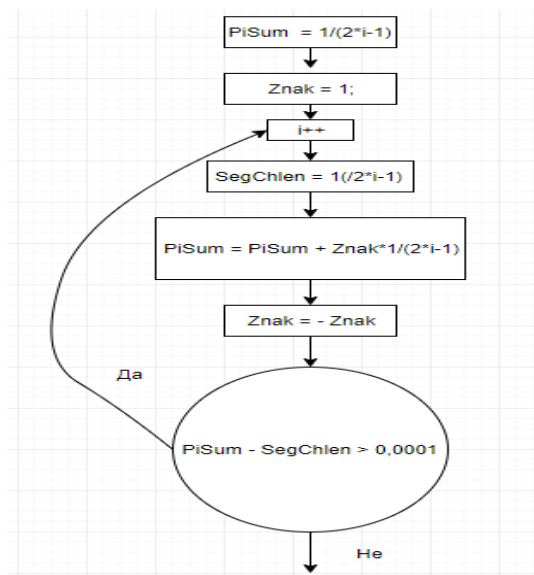 PiSum = 1/(2*i-1)
Znak = 1;
i++
SegChlen = 1(/2*i-1)
PiSum = PiSum + Znak*1/(2*i-1)
Znak = - Znak
Да
PiSum - SegChlen > 0,0001
Не